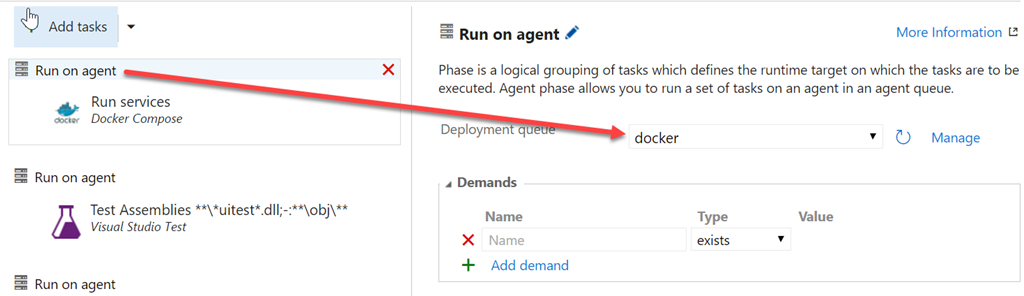 Add tasks
Run on agent
Run services
docker
Docker Compose
Run on agent
Test Assemblies **\*uitest*.dll;-:**\obj\**
Visual Studio Test
Run on agent
Run on agent
More Information
Phase is a logical grouping of tasks which defines the runtime target on which the tasks are to be
executed. Agent phase allows you to run a set of tasks on an agent in an agent queue.
Deployment queue
docker
Manage
Demands
Name Type Value
Name exists
Add demand